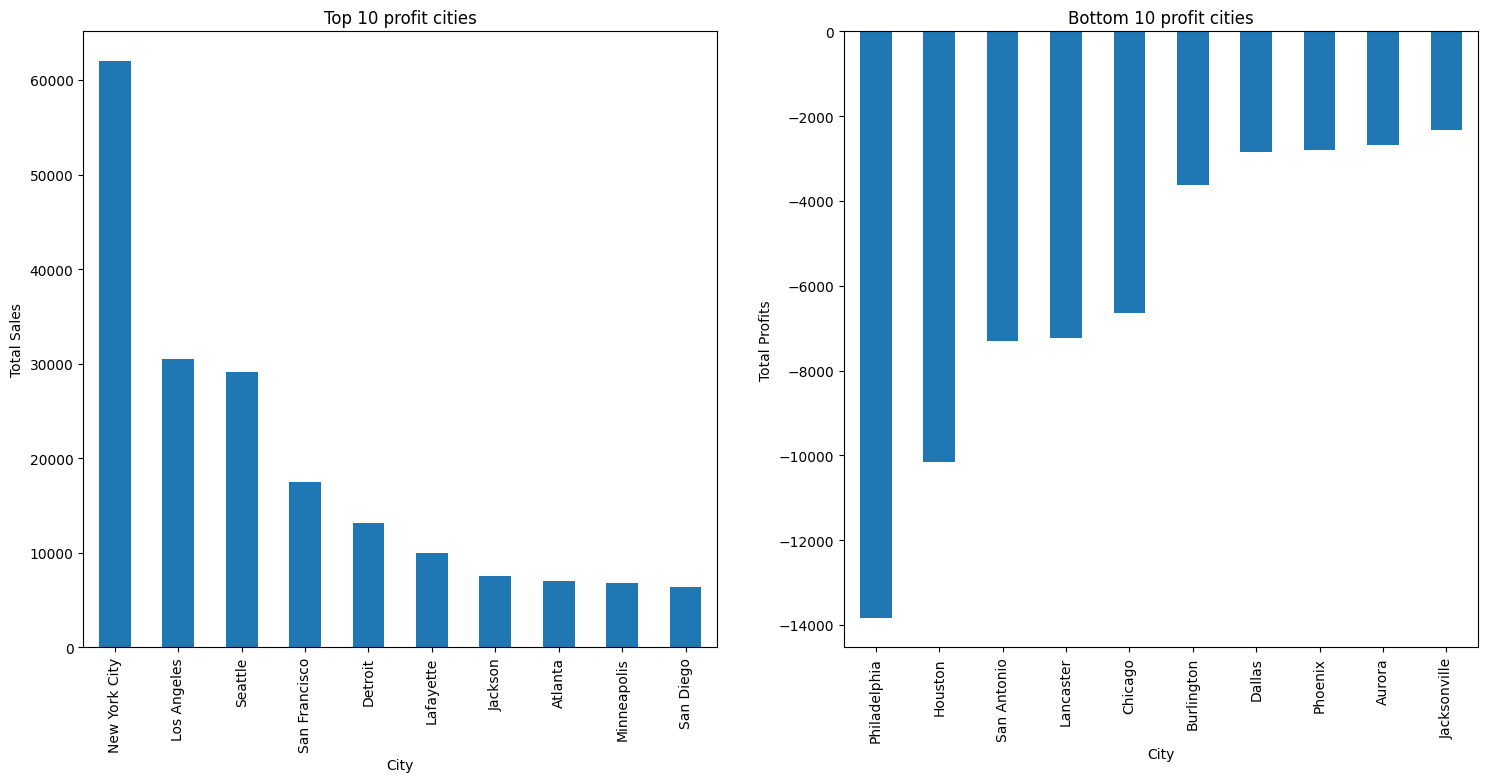 Top 10 profit cities
Total Sales
60000
50000
40000
30000
20000
10000
0
New York City
Los Angeles
Seattle
San Francisco
Detroit
Lafayette
Jackson
Atlanta
Minneapolis
San Diego
City
Bottom 10 profit cities
Total Profits
0
−2000
−4000
−6000
−8000
−10000
−12000
−14000
Philadelphia
Houston
San Antonio
Lancaster
Chicago
Burlington
Dallas
Phoenix
Aurora
Jacksonville
City